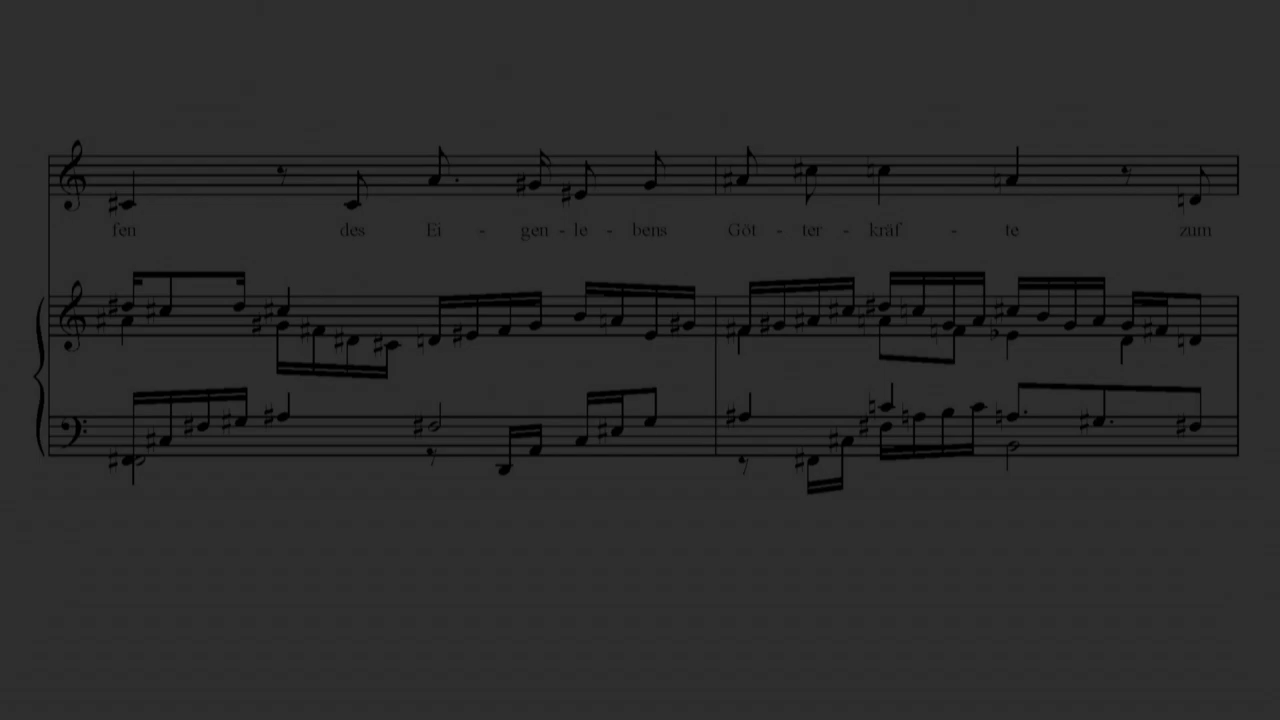 fen des Ei - gen - le - bens Göt - ter - kräf - te zum